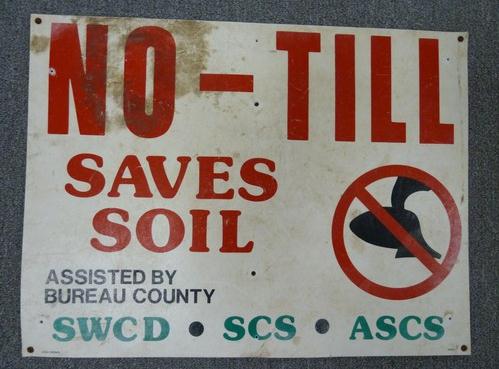 NO-TILL
SAVES
SOIL
ASSISTED BY
BUREAU COUNTY
SWCD • SCS • ASCS